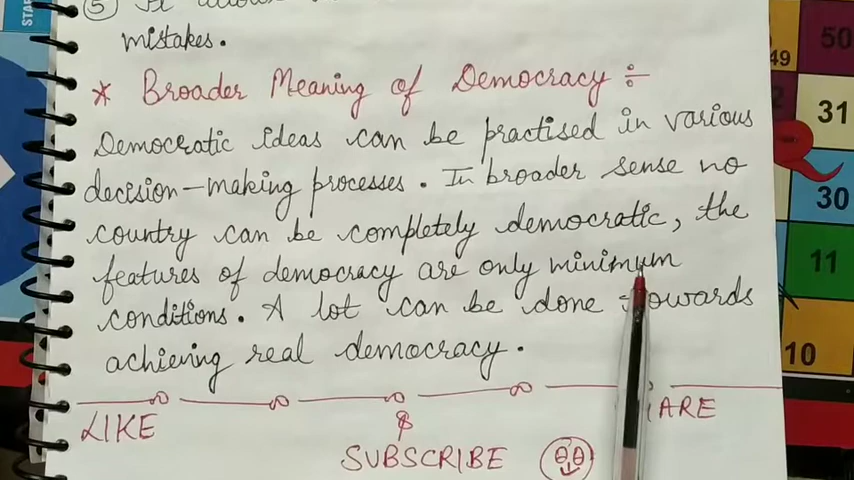 5
mistakes.
* Broader Meaning of Democracy ÷
Democratic ideas can be practised in various
decision-making processes. In broader sense no
country can be completely democratic, the
features of democracy are only minimum
conditions. A lot can be done towards
achieving real democracy.
LIKE
ARE
&
SUBSCRIBE
STAR
49
50
31
30
11
10